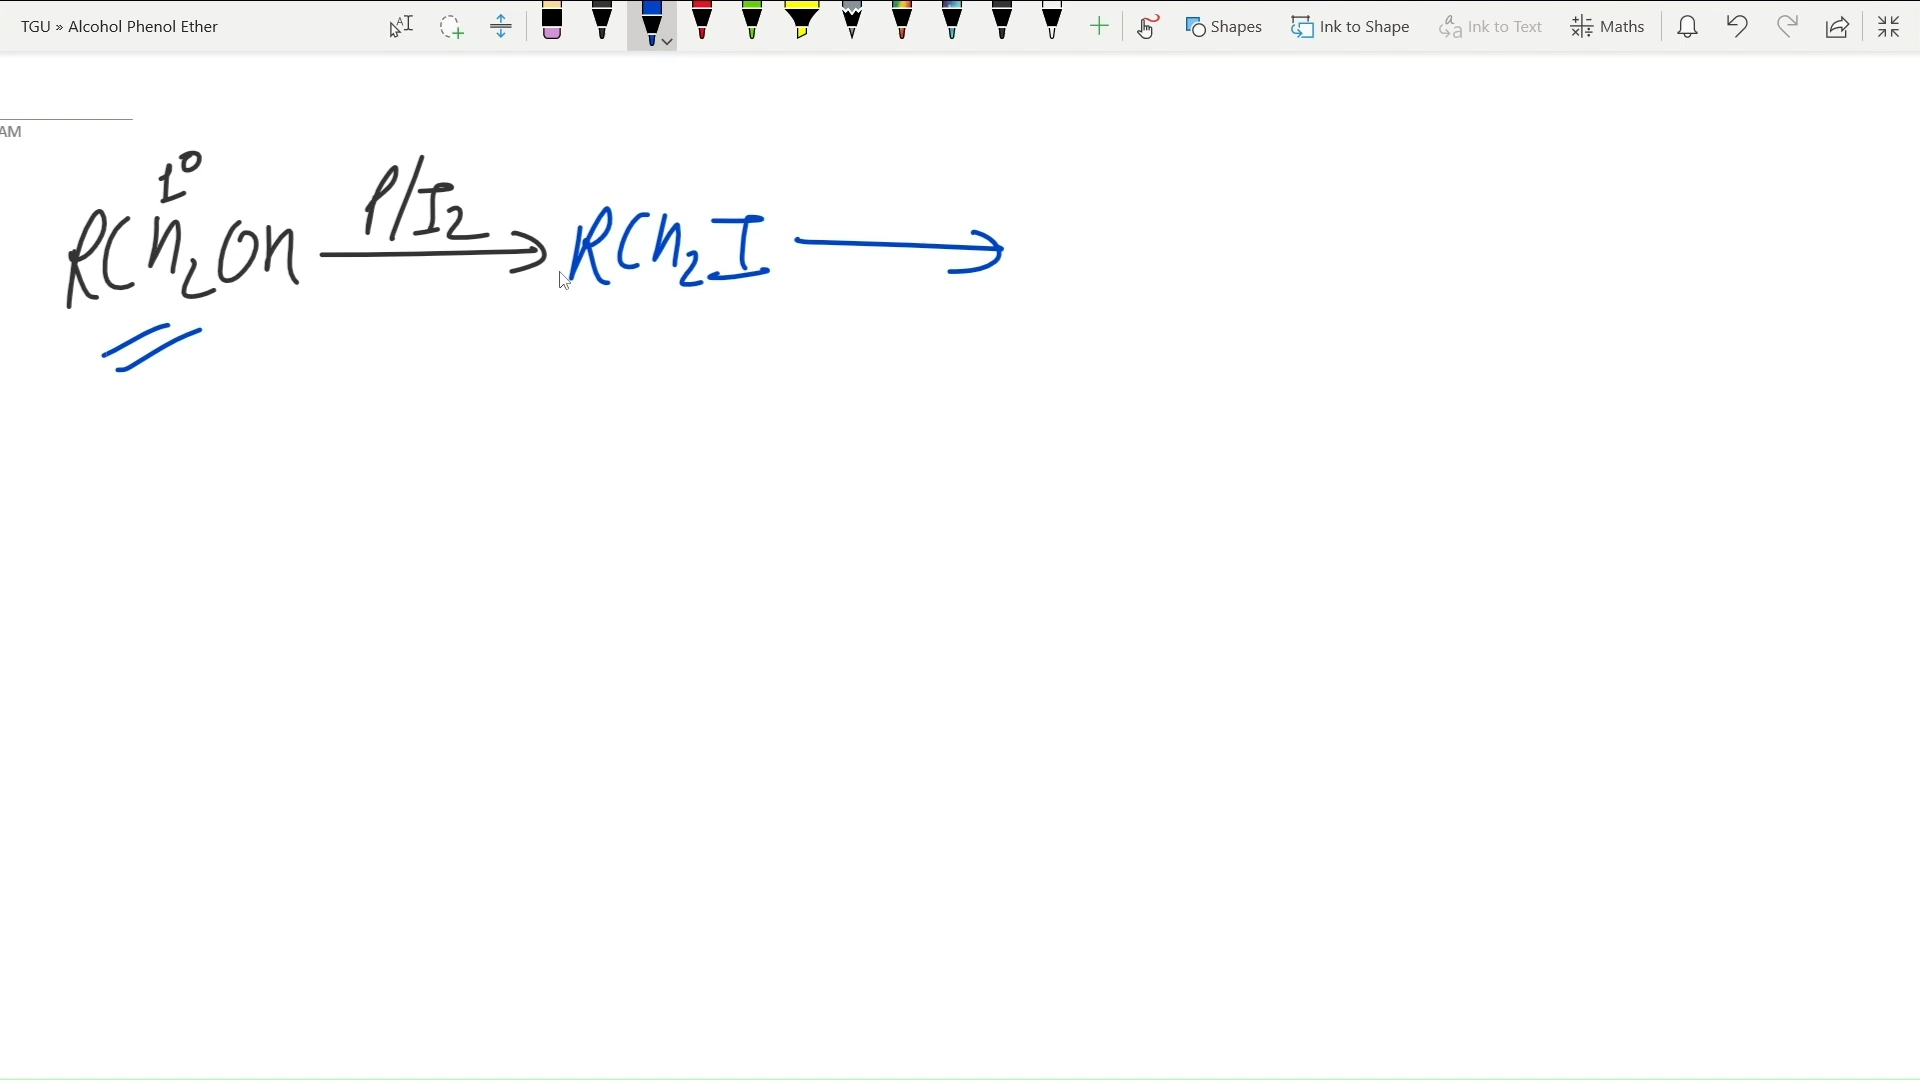 TGU » Alcohol Phenol Ether
Shapes
Ink to Shape
Ink to Text
Maths
AM
1°
RCH₂OH P/I₂ → RCH₂I →